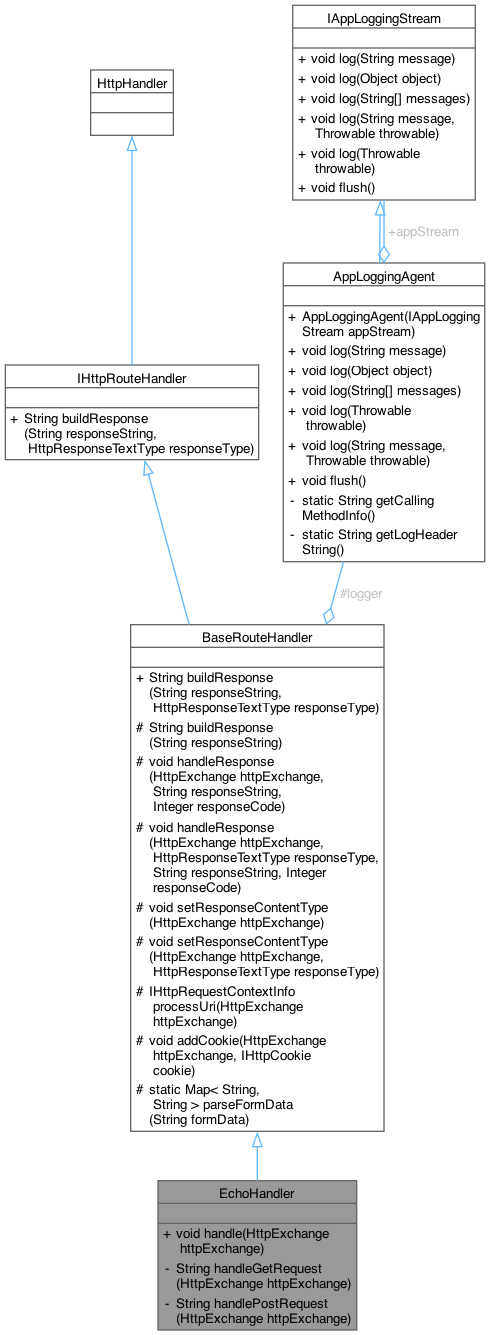 IAppLoggingStream
+ void log(String message)
+ void log(Object object)
+ void log(String[] messages)
+ void log(String message,
Throwable throwable)
+ void log(Throwable
throwable)
+ void flush()
HttpHandler
+appStream
AppLoggingAgent
+ AppLoggingAgent(IAppLogging
Stream appStream)
+ void log(String message)
+ void log(Object object)
+ void log(String[] messages)
+ void log(Throwable
throwable)
+ void log(String message,
Throwable throwable)
+ void flush()
- static String getCalling
MethodInfo()
- static String getLogHeader
String()
IHttpRouteHandler
+ String buildResponse
(String responseString,
HttpResponseTextType responseType)
#logger
BaseRouteHandler
+ String buildResponse
(String responseString,
HttpResponseTextType responseType)
# String buildResponse
(String responseString)
# void handleResponse
(HttpExchange httpExchange,
String responseString,
Integer responseCode)
# void handleResponse
(HttpExchange httpExchange,
HttpResponseTextType responseType,
String responseString, Integer
responseCode)
# void setResponseContentType
(HttpExchange httpExchange)
# void setResponseContentType
(HttpExchange httpExchange,
HttpResponseTextType responseType)
# IHttpRequestContextInfo
processUri(HttpExchange
httpExchange)
# void addCookie(HttpExchange
httpExchange, IHttpCookie
cookie)
# static Map< String,
String > parseFormData
(String formData)
EchoHandler
+ void handle(HttpExchange
httpExchange)
- String handleGetRequest
(HttpExchange httpExchange)
- String handlePostRequest
(HttpExchange httpExchange)